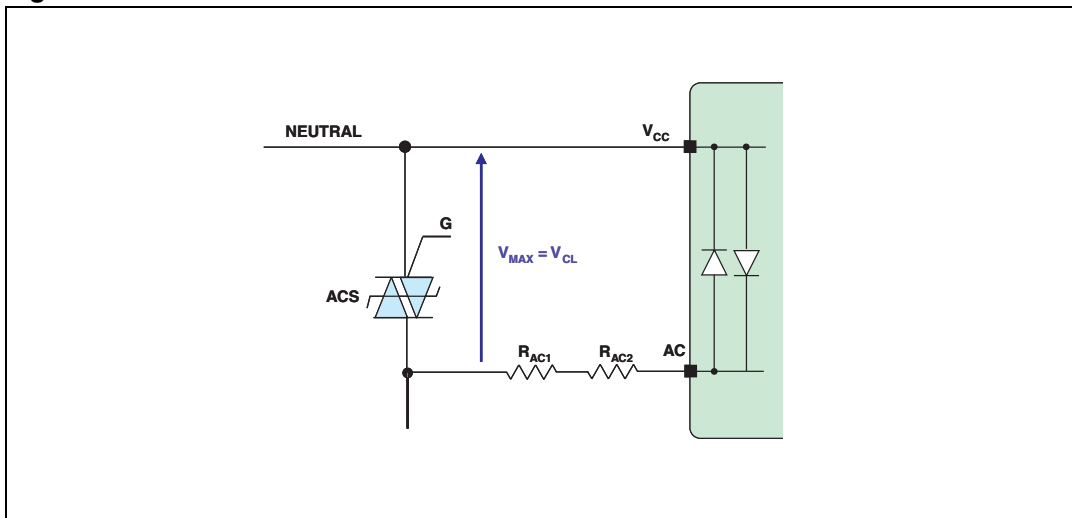 NEUTRAL
VCC
G
VMAX = VCL
ACS
RAC1
RAC2
AC